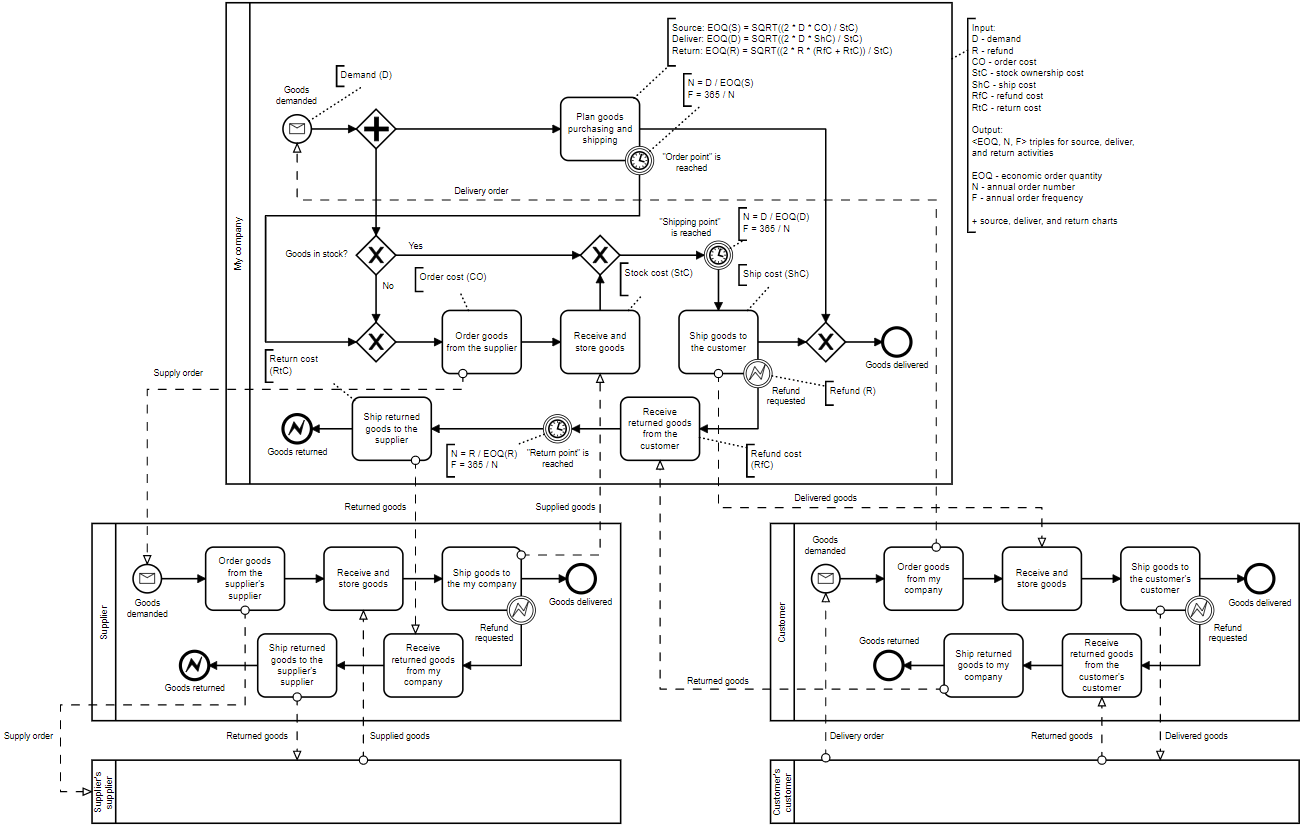 Source: EOQ(S) = SQRT((2 * D * CO) / StC)
Deliver: EOQ(D) = SQRT((2 * D * ShC) / StC)
Return: EOQ(R) = SQRT((2 * R * (RfC + RtC)) / StC)
Input:
D - demand
R - refund
CO - order cost
StC - stock ownership cost
ShC - ship cost
RfC - refund cost
RtC - return cost
Output:
<EOQ, N, F> triples for source, deliver,
and return activities
EOQ - economic order quantity
N - annual order number
F - annual order frequency
+ source, deliver, and return charts
My company
Demand (D)
Goods
demanded
N = D / EOQ(S)
F = 365 / N
Plan goods
purchasing and
shipping
"Order point" is
reached
Delivery order
Goods in stock?
Yes
No
Order cost (CO)
Stock cost (StC)
"Shipping point"
is reached
N = D / EOQ(D)
F = 365 / N
Ship cost (ShC)
Order goods
from the supplier
Receive and
store goods
Ship goods to
the customer
Goods delivered
Return cost
(RtC)
Supply order
Refund
requested
Refund (R)
Ship returned
goods to the
supplier
Goods returned
N = R / EOQ(R)
F = 365 / N
"Return point" is
reached
Receive
returned goods
from the
customer
Refund cost
(RfC)
Returned goods
Supplied goods
Delivered goods
Supplier
Goods
demanded
Order goods
from the
supplier's
supplier
Receive and
store goods
Ship goods to
the my company
Goods delivered
Refund
requested
Ship returned
goods to the
supplier's
supplier
Receive
returned goods
from my
company
Goods returned
Customer
Goods
demanded
Order goods
from my
company
Receive and
store goods
Ship goods to
the customer's
customer
Goods delivered
Refund
requested
Goods returned
Ship returned
goods to my
company
Receive
returned goods
from the
customer's
customer
Returned goods
Supply order
Returned goods
Supplied goods
Delivery order
Returned goods
Delivered goods
Supplier's
supplier
Customer's
customer